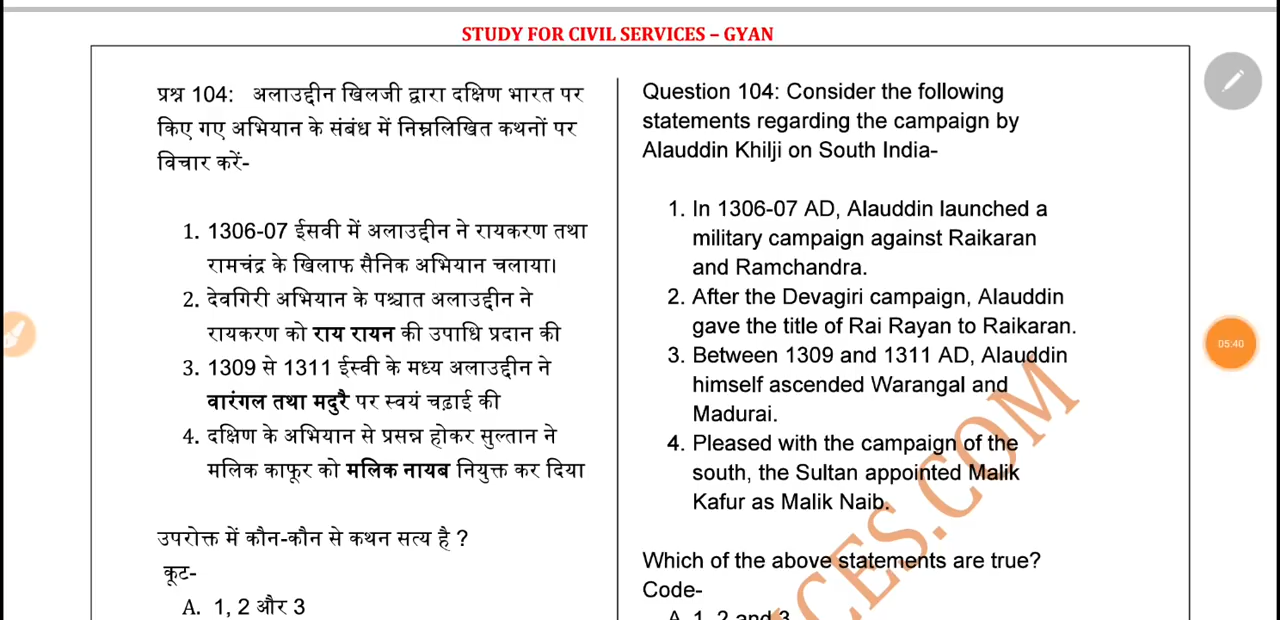 STUDY FOR CIVIL SERVICES – GYAN
प्रश्न 104: अलाउद्दीन खिलजी द्वारा दक्षिण भारत पर
किए गए अभियान के संबंध में निम्नलिखित कथनों पर
विचार करें-
1. 1306-07 ईसवी में अलाउद्दीन ने रायकरण तथा
रामचंद्र के खिलाफ सैनिक अभियान चलाया।
2. देवगिरी अभियान के पश्चात अलाउद्दीन ने
रायकरण को राय रायन की उपाधि प्रदान की
3. 1309 से 1311 ईस्वी के मध्य अलाउद्दीन ने
वारंगल तथा मदुरै पर स्वयं चढ़ाई की
4. दक्षिण के अभियान से प्रसन्न होकर सुल्तान ने
मलिक काफूर को मलिक नायब नियुक्त कर दिया
उपरोक्त में कौन-कौन से कथन सत्य है ?
कूट-
A. 1, 2 और 3
Question 104: Consider the following
statements regarding the campaign by
Alauddin Khilji on South India-
1. In 1306-07 AD, Alauddin launched a
military campaign against Raikaran
and Ramchandra.
2. After the Devagiri campaign, Alauddin
gave the title of Rai Rayan to Raikaran.
3. Between 1309 and 1311 AD, Alauddin
himself ascended Warangal and
Madurai.
4. Pleased with the campaign of the
south, the Sultan appointed Malik
Kafur as Malik Naib.
Which of the above statements are true?
Code-
A. 1, 2 and 3
CES.COM
05:40